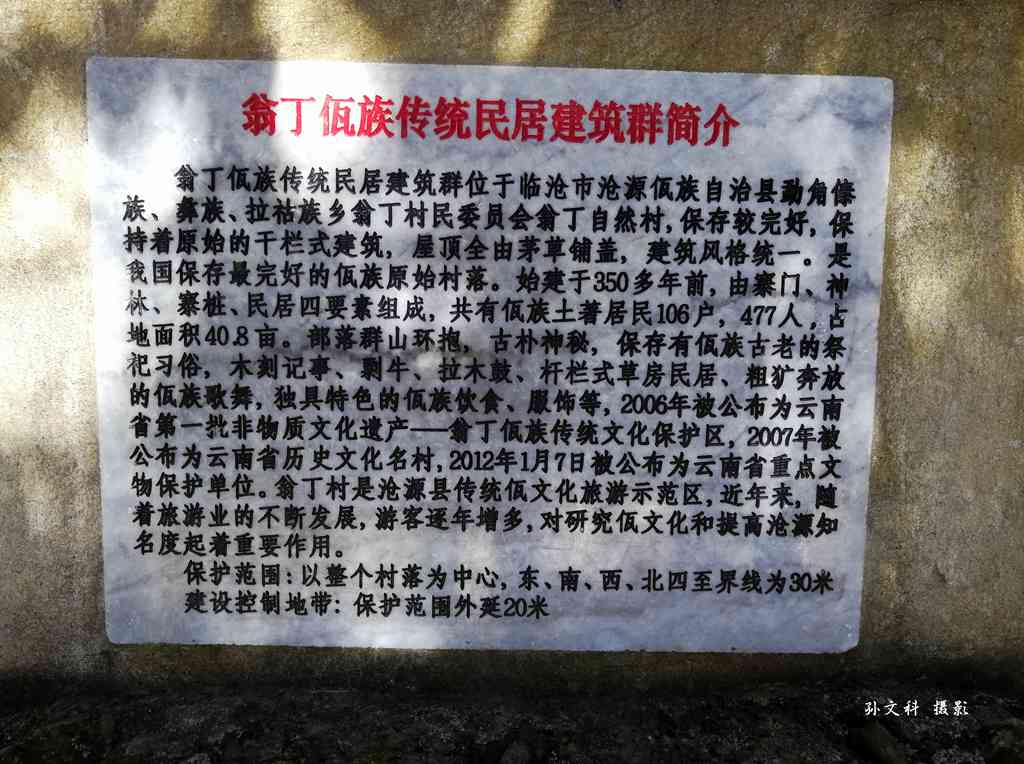 翁丁佤族传统民居建筑群简介
翁丁佤族传统民居建筑群位于临沧市沧源佤族自治县勐角傣
族、彝族、拉祜族乡翁丁村民委员会翁丁自然村，保存较完好，保
持着原始的干栏式建筑，屋顶全由茅草铺盖，建筑风格统一。是
我国保存最完好的佤族原始村落。始建于350多年前，由寨门、神
林、寨桩、民居四要素组成，共有佤族土著居民106户，477人，占
地面积40.8亩。部落群山环抱，古朴神秘，保存有佤族古老的祭
祀习俗，木刻记事、剽牛、拉木鼓、杆栏式草房民居、粗犷奔放
的佤族歌舞，独具特色的佤族饮食、服饰等，2006年被公布为云南
省第一批非物质文化遗产——翁丁佤族传统文化保护区，2007年被
公布为云南省历史文化名村，2012年1月7日被公布为云南省重点文
物保护单位。翁丁村是沧源县传统佤文化旅游示范区，近年来，随
着旅游业的不断发展，游客逐年增多，对研究佤文化和提高沧源知
名度起着重要作用。
保护范围：以整个村落为中心，东、南、西、北四至界线为30米
建设控制地带：保护范围外延20米
孙文科 摄影